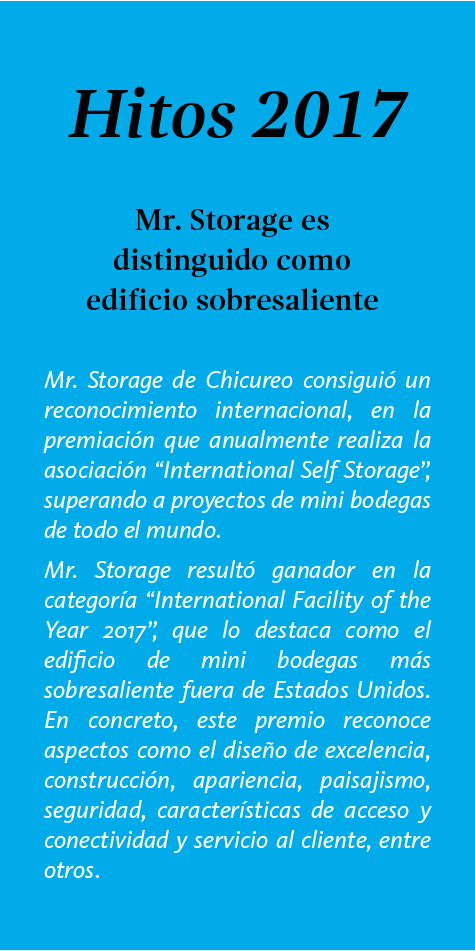 Hitos 2017
Mr. Storage es
distinguido como
edificio sobresaliente
Mr. Storage de Chicureo consiguió un
reconocimiento internacional, en la
premiación que anualmente realiza la
asociación “International Self Storage”,
superando a proyectos de mini bodegas
de todo el mundo.
Mr. Storage resultó ganador en la
categoría “International Facility of the
Year 2017”, que lo destaca como el
edificio de mini bodegas más
sobresaliente fuera de Estados Unidos.
En concreto, este premio reconoce
aspectos como el diseño de excelencia,
construcción, apariencia, paisajismo,
seguridad, características de acceso y
conectividad y servicio al cliente, entre
otros.